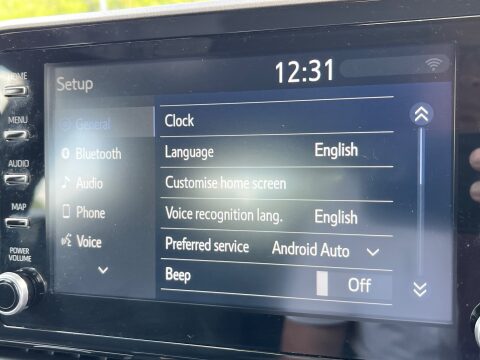 12:31
Setup
HOME
MENU
AUDIO
MAP
POWER
VOLUME
General
Bluetooth
Audio
Phone
Voice
Clock
Language English
Customise home screen
Voice recognition lang. English
Preferred service Android Auto
Beep Off